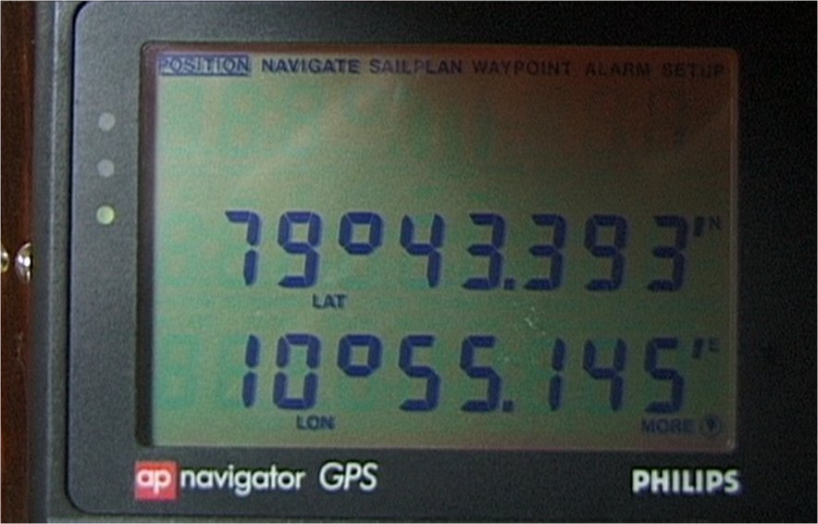 POSITION NAVIGATE SAILPLAN WAYPOINT ALARM SETUP
79°43.393' N
LAT
10°55.145' E
LON MORE ?
ap navigator GPS PHILIPS